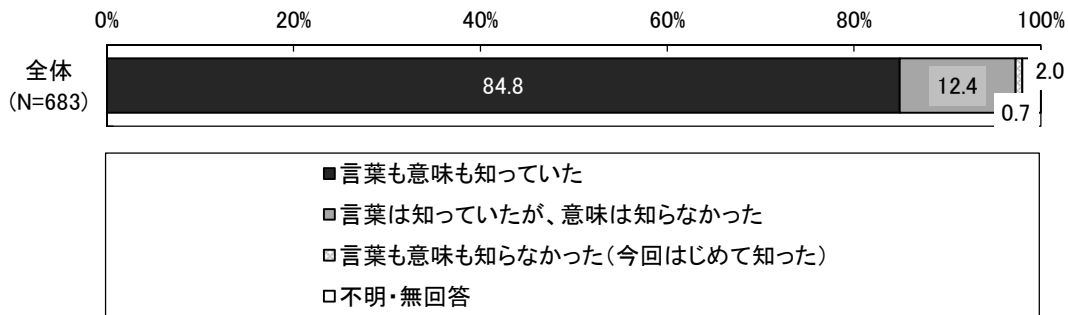 0% 20% 40% 60% 80% 100%
全体
(N=683)
84.8 12.4 0.7 2.0
■言葉も意味も知っていた
■言葉は知っていたが、意味は知らなかった
言葉も意味も知らなかった(今回はじめて知った)
□不明・無回答